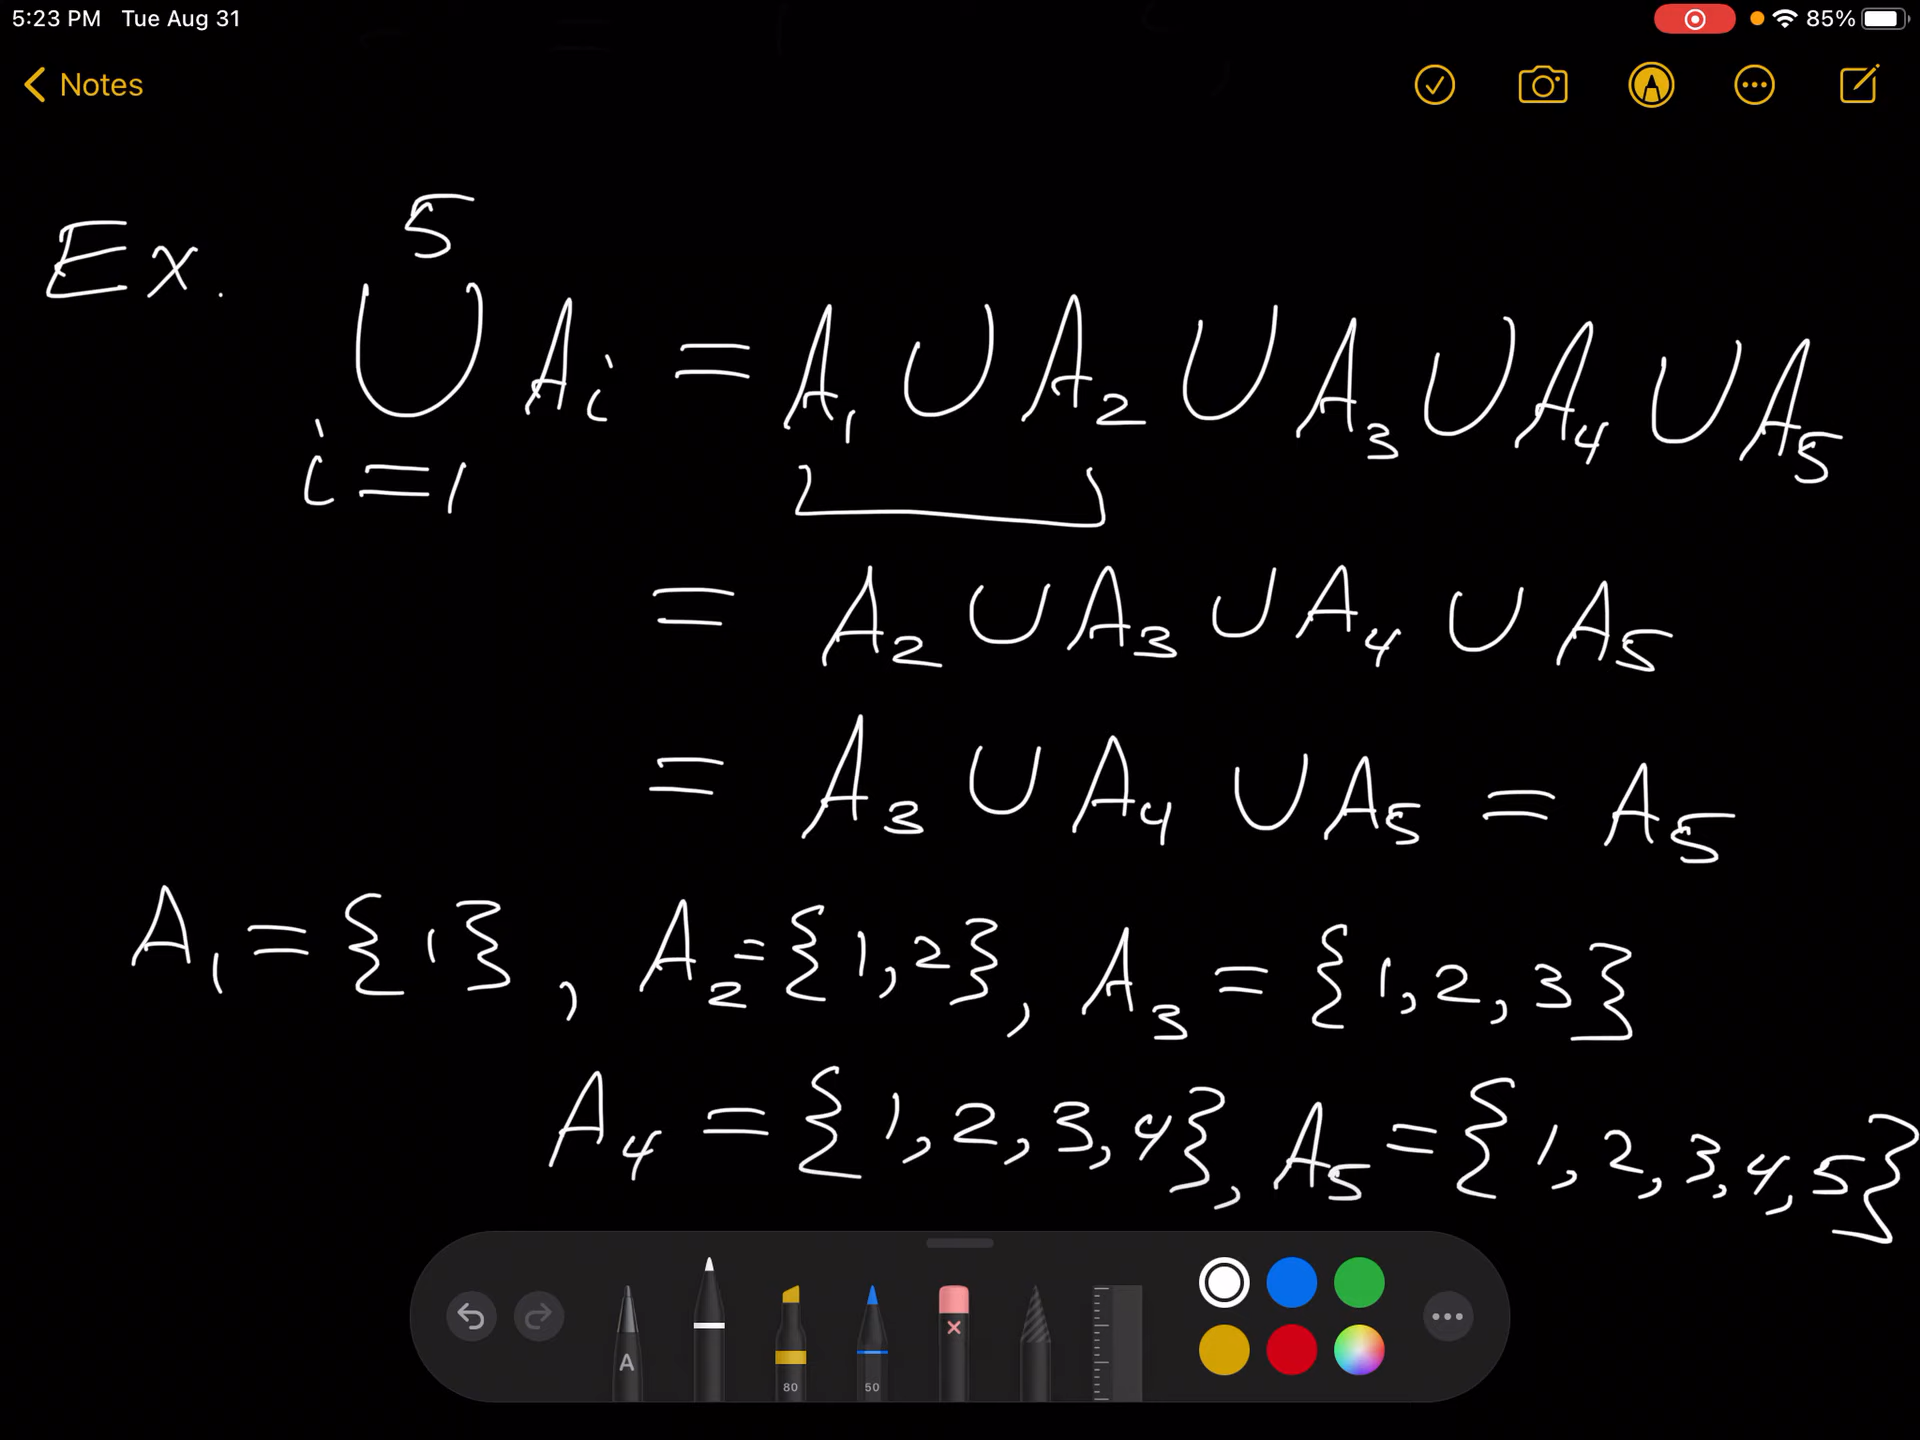 5:23 PM Tue Aug 31 85%
Notes
Ex. 5
⋃ Aᵢ = A₁ ∪ A₂ ∪ A₃ ∪ A₄ ∪ A₅
i=1
= A₂ ∪ A₃ ∪ A₄ ∪ A₅
= A₃ ∪ A₄ ∪ A₅ = A₅
A₁ = {1}, A₂ = {1,2}, A₃ = {1,2,3}
A₄ = {1,2,3,4}, A₅ = {1,2,3,4,5}
A 80 50